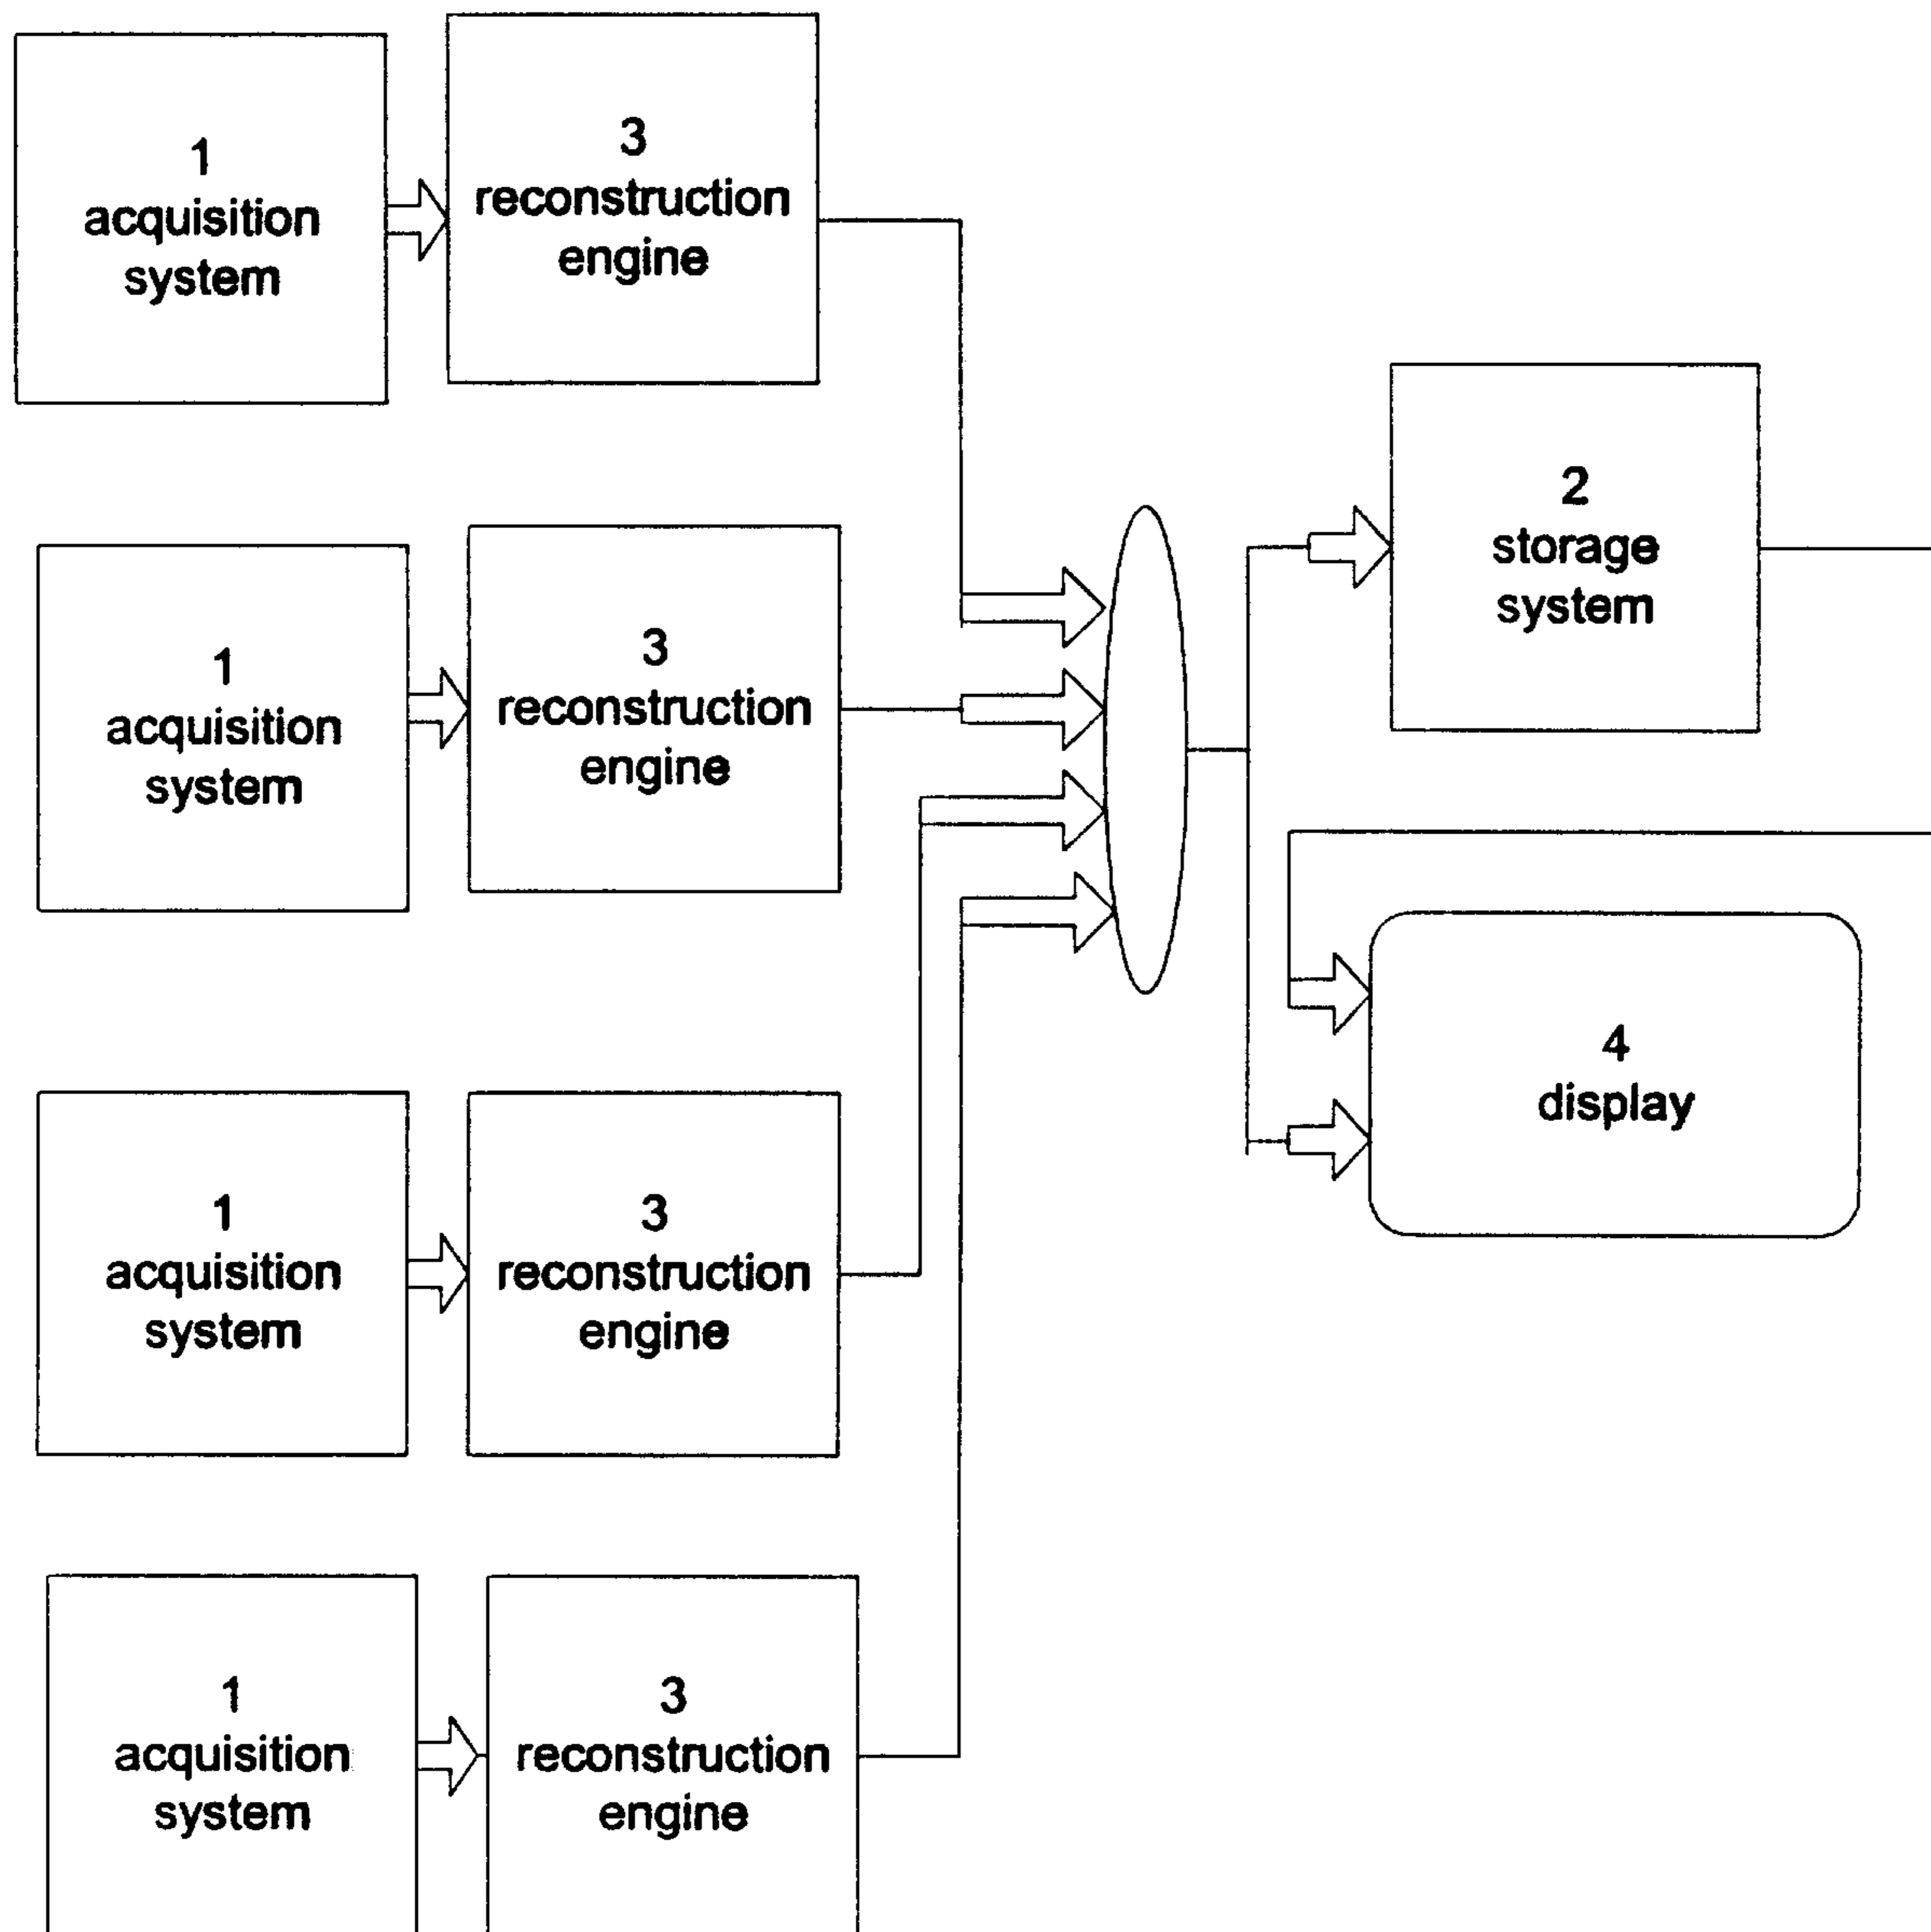 1
acquisition
system
3
reconstruction
engine
1
acquisition
system
3
reconstruction
engine
2
storage
system
1
acquisition
system
3
reconstruction
engine
4
display
1
acquisition
system
3
reconstruction
engine